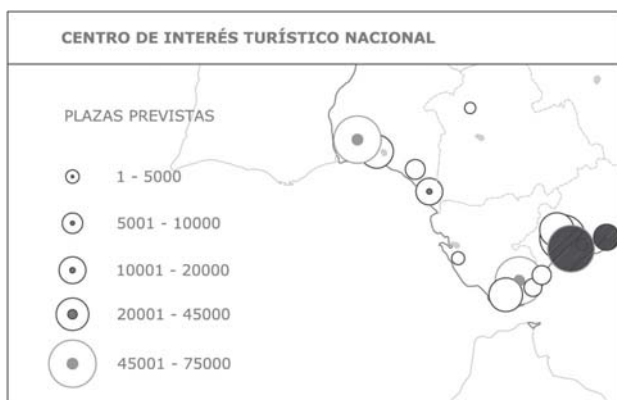 CENTRO DE INTERÉS TURÍSTICO NACIONAL
PLAZAS PREVISTAS
1 - 5000
5001 - 10000
10001 - 20000
20001 - 45000
45001 - 75000